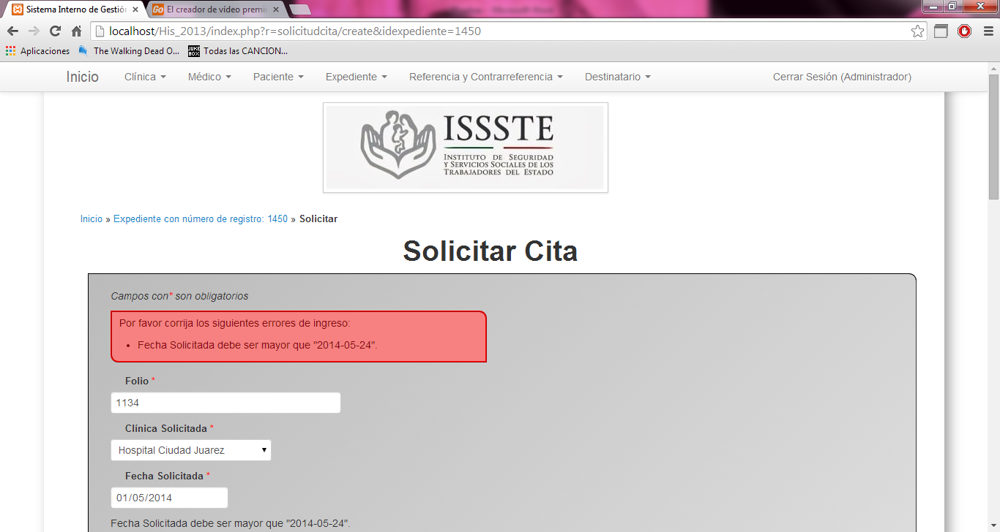 Sistema Interno de Gestión
El creador de vídeo premi
localhost/His_2013/index.php?r=solicitudcita/create&idexpediente=1450
Aplicaciones The Walking Dead O... JUKE BOX Todas las CANCION...
Inicio Clínica Médico Paciente Expediente Referencia y Contrarreferencia Destinatario Cerrar Sesión (Administrador)
ISSSTE
INSTITUTO DE SEGURIDAD
Y SERVICIOS SOCIALES DE LOS
TRABAJADORES DEL ESTADO
Inicio » Expediente con número de registro: 1450 » Solicitar
Solicitar Cita
Campos con* son obligatorios
Por favor corrija los siguientes errores de ingreso:
• Fecha Solicitada debe ser mayor que "2014-05-24".
Folio *
1134
Clínica Solicitada *
Hospital Ciudad Juarez
Fecha Solicitada *
01/05/2014
Fecha Solicitada debe ser mayor que "2014-05-24".